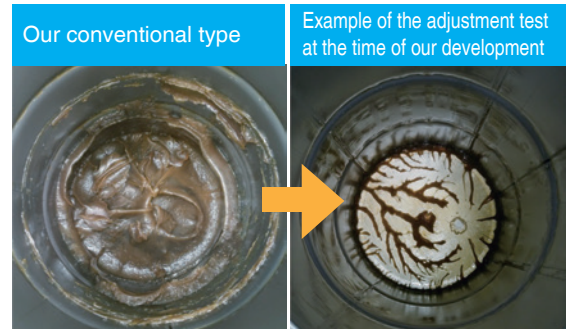 Our conventional type
Example of the adjustment test
at the time of our development